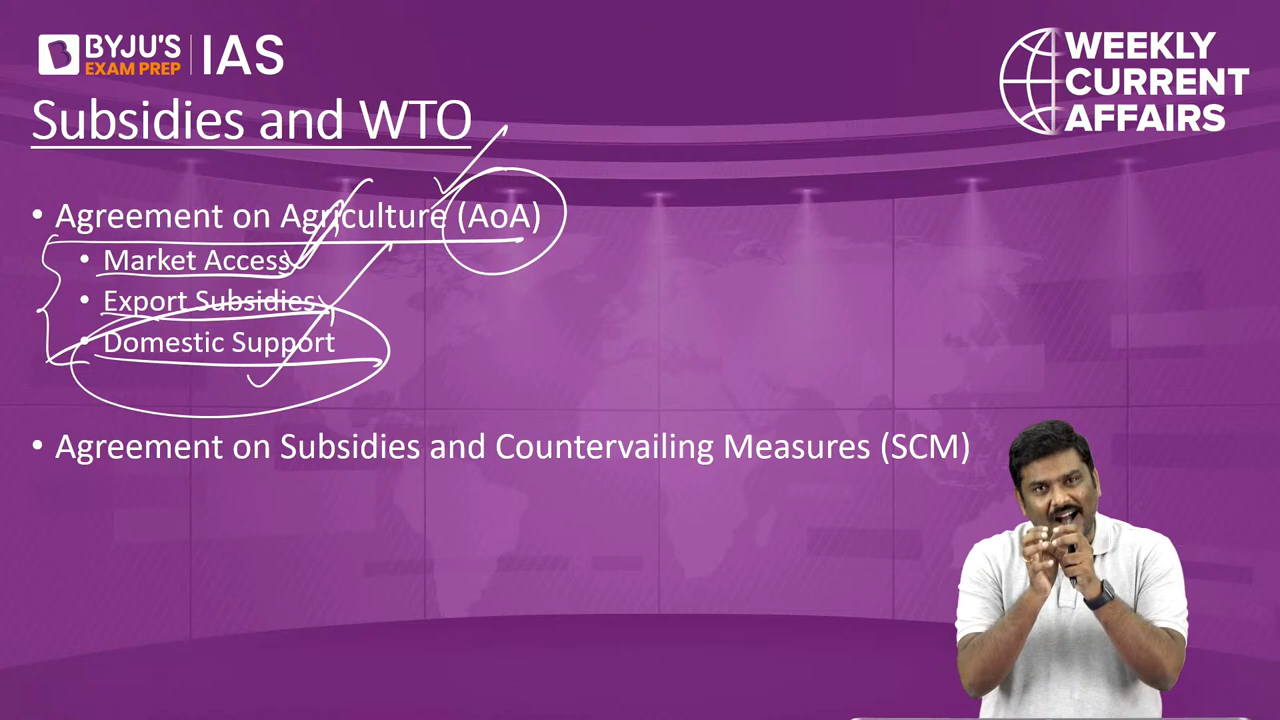 BYJU'S
EXAM PREP
IAS
WEEKLY
CURRENT
AFFAIRS
Subsidies and WTO
• Agreement on Agriculture (AoA)
• Market Access
• Export Subsidies
• Domestic Support
• Agreement on Subsidies and Countervailing Measures (SCM)